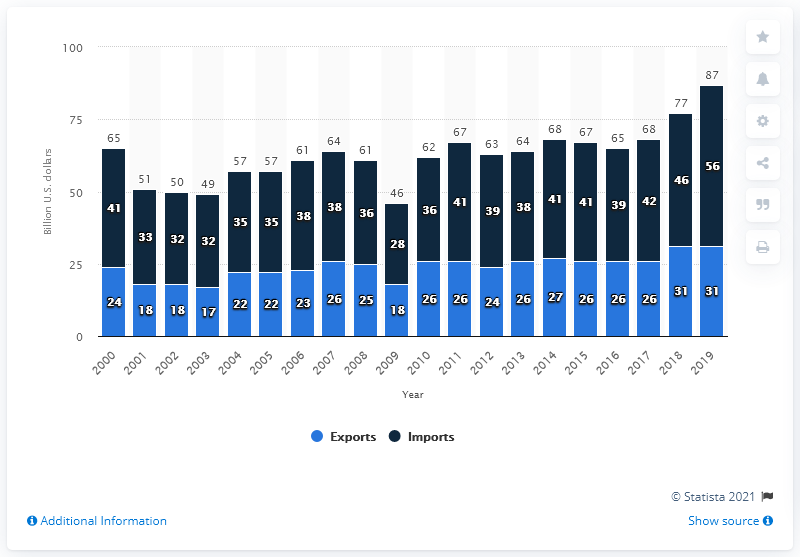 100
75
50
25
0
Billion U.S. dollars
65 51 50 49 57 57 61 64 61 46 62 67 63 64 68 67 65 68 77 87
41 33 32 32 35 35 38 38 36 28 36 41 39 38 41 41 39 42 46 56
24 18 18 17 22 22 23 26 25 18 26 26 24 26 27 26 26 26 31 31
2000 2001 2002 2003 2004 2005 2006 2007 2008 2009 2010 2011 2012 2013 2014 2015 2016 2017 2018 2019
Year
Exports Imports
© Statista 2021
Additional Information Show source